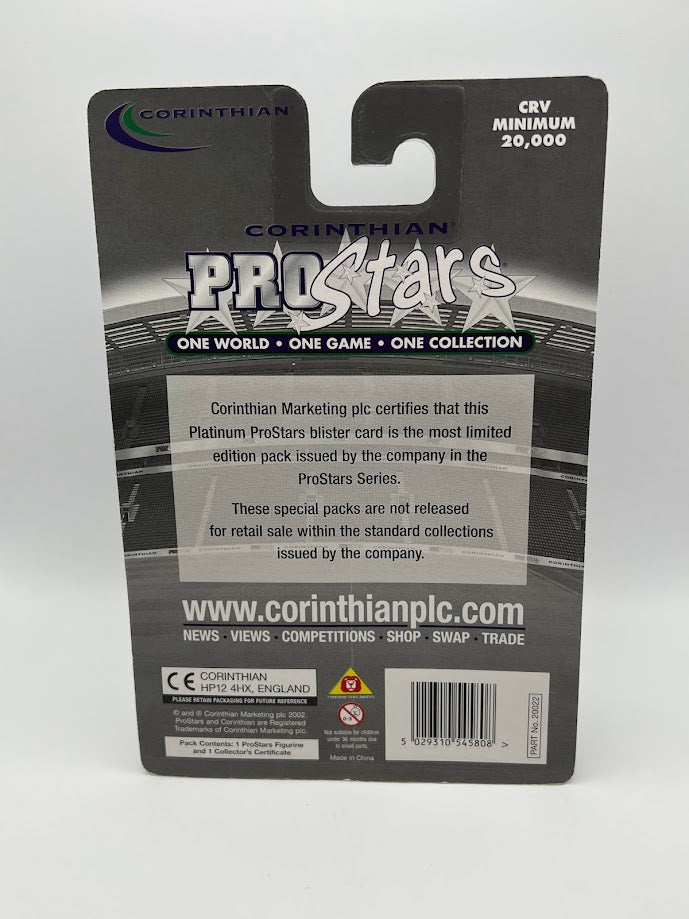 CORINTHIAN
CRV
MINIMUM
20,000
CORINTHIAN®
PROStars
ONE WORLD • ONE GAME • ONE COLLECTION
Corinthian Marketing plc certifies that this
Platinum ProStars blister card is the most limited
edition pack issued by the company in the
ProStars Series.
These special packs are not released
for retail sale within the standard collections
issued by the company.
www.corinthianplc.com
NEWS · VIEWS · COMPETITIONS · SHOP · SWAP · TRADE
CE CORINTHIAN
HP12 4HX, ENGLAND
PLEASE RETAIN PACKAGING FOR FUTURE REFERENCE
© and ® Corinthian Marketing plc 2002.
ProStars and Corinthian are Registered
Trademarks of Corinthian Marketing plc.
Pack Contents: 1 ProStars Figurine
and 1 Collector's Certificate
0-3
Not suitable for children
under 36 months due
to small parts.
Made in China
5 029310 545808 >
PART No. 20022